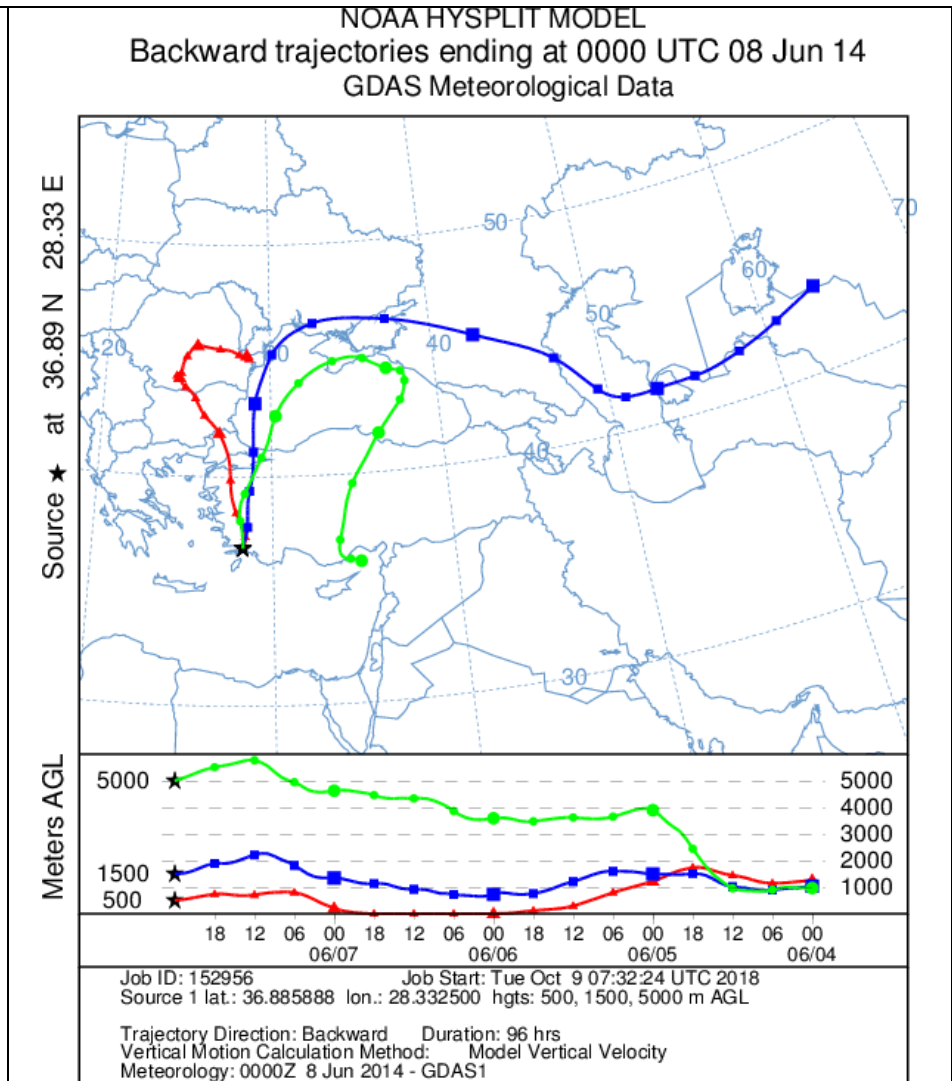 NOAA HYSPLIT MODEL
Backward trajectories ending at 0000 UTC 08 Jun 14
GDAS Meteorological Data
Source ★ at 36.89 N 28.33 E
70
50
60
50
20
30
40
40
40
30
Meters AGL
5000
1500
500
5000
4000
3000
2000
1000
18 12 06 00 18 12 06 00 18 12 06 00 18 12 06 00
06/07 06/06 06/05 06/04
Job ID: 152956 Job Start: Tue Oct 9 07:32:24 UTC 2018
Source 1 lat.: 36.885888 lon.: 28.332500 hgts: 500, 1500, 5000 m AGL
Trajectory Direction: Backward Duration: 96 hrs
Vertical Motion Calculation Method: Model Vertical Velocity
Meteorology: 0000Z 8 Jun 2014 - GDAS1